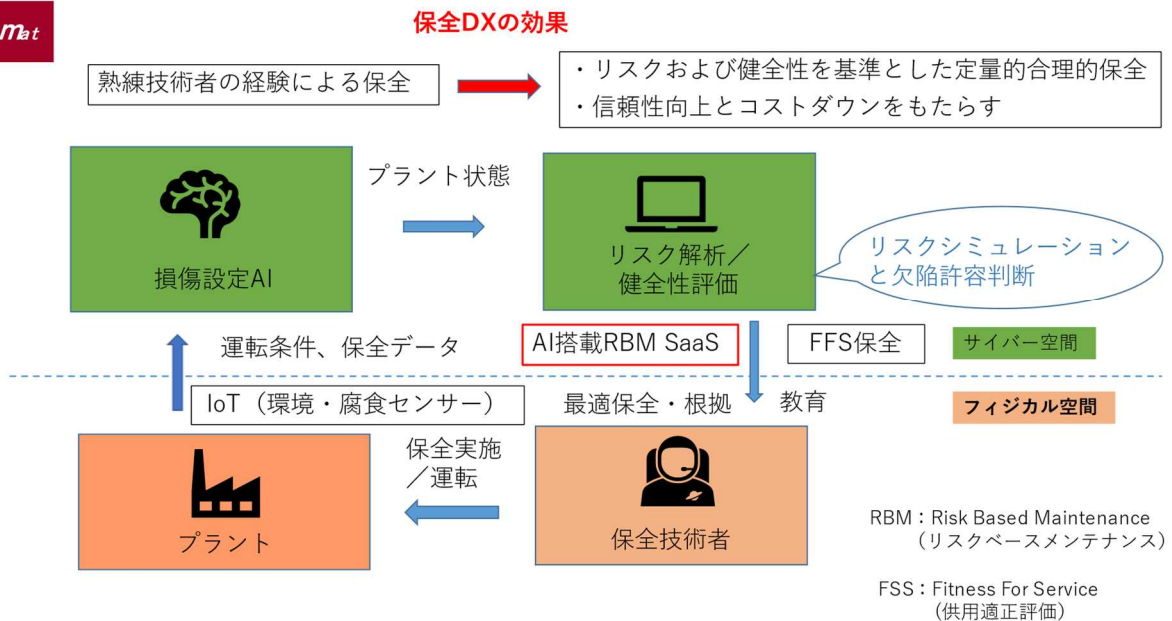 mat
保全DXの効果
熟練技術者の経験による保全
・リスクおよび健全性を基準とした定量的合理的保全
・信頼性向上とコストダウンをもたらす
プラント状態
損傷設定AI
リスク解析／
健全性評価
リスクシミュレーション
と欠陥許容判断
運転条件、保全データ
AI搭載RBM SaaS
FFS保全
サイバー空間
IoT（環境・腐食センサー）
最適保全・根拠
教育
フィジカル空間
保全実施
／運転
プラント
保全技術者
RBM：Risk Based Maintenance
（リスクベースメンテナンス）
FSS：Fitness For Service
（供用適正評価）